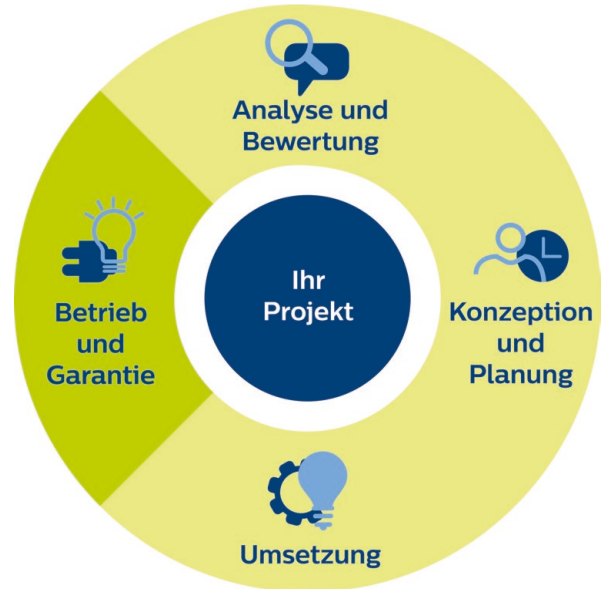 Analyse und
Bewertung
Ihr
Projekt
Betrieb
und
Garantie
Konzeption
und
Planung
Umsetzung